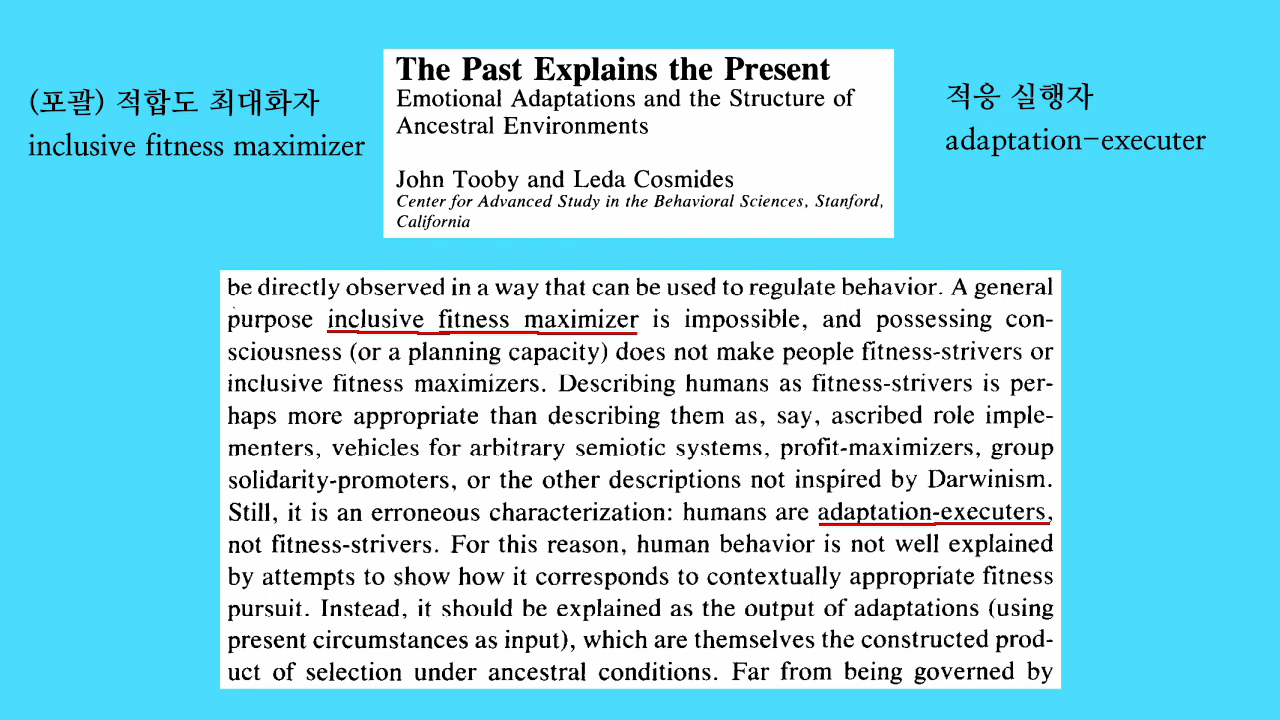 (포괄) 적합도 최대화자
inclusive fitness maximizer
The Past Explains the Present
Emotional Adaptations and the Structure of
Ancestral Environments
John Tooby and Leda Cosmides
Center for Advanced Study in the Behavioral Sciences, Stanford,
California
적응 실행자
adaptation-executer
be directly observed in a way that can be used to regulate behavior. A general
purpose inclusive fitness maximizer is impossible, and possessing con-
sciousness (or a planning capacity) does not make people fitness-strivers or
inclusive fitness maximizers. Describing humans as fitness-strivers is per-
haps more appropriate than describing them as, say, ascribed role imple-
menters, vehicles for arbitrary semiotic systems, profit-maximizers, group
solidarity-promoters, or the other descriptions not inspired by Darwinism.
Still, it is an erroneous characterization: humans are adaptation-executers,
not fitness-strivers. For this reason, human behavior is not well explained
by attempts to show how it corresponds to contextually appropriate fitness
pursuit. Instead, it should be explained as the output of adaptations (using
present circumstances as input), which are themselves the constructed prod-
uct of selection under ancestral conditions. Far from being governed by